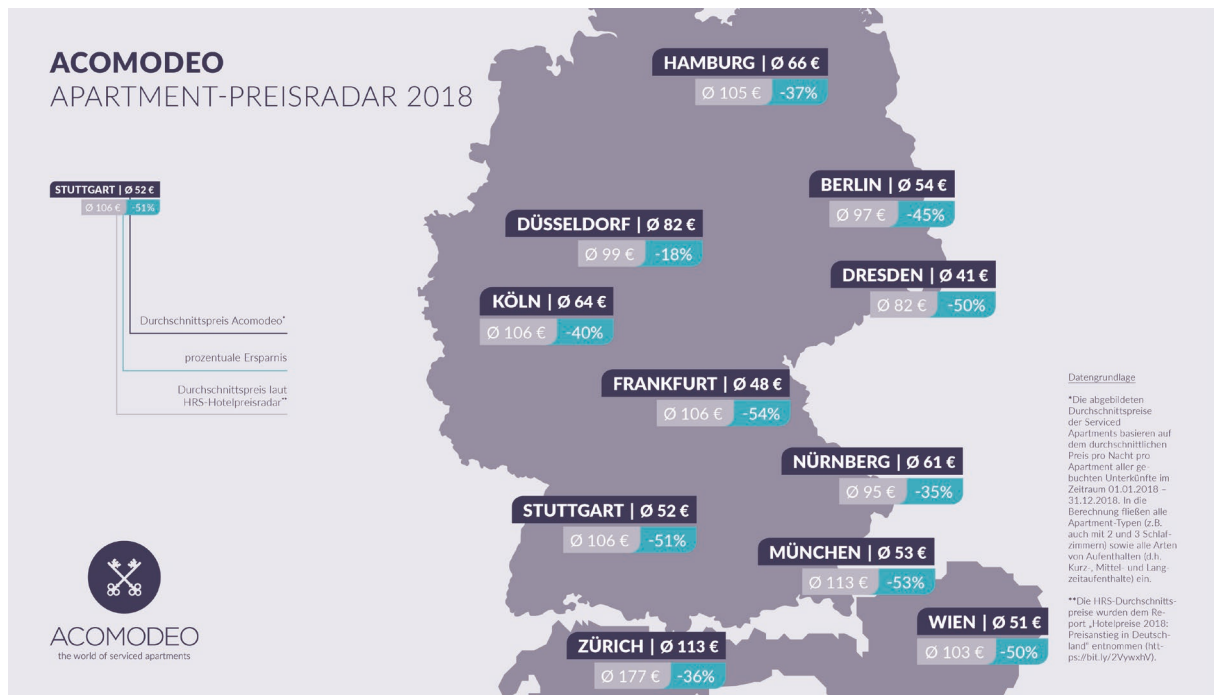 ACOMODEO
APARTMENT-PREISRADAR 2018
STUTTGART | Ø 52 €
Ø 106 € -51%
Durchschnittspreis Acomodeo*
prozentuale Ersparnis
Durchschnittspreis laut
HRS-Hotelpreisradar**
HAMBURG | Ø 66 €
Ø 105 € -37%
BERLIN | Ø 54 €
Ø 97 € -45%
DÜSSELDORF | Ø 82 €
Ø 99 € -18%
DRESDEN | Ø 41 €
Ø 82 € -50%
KÖLN | Ø 64 €
Ø 106 € -40%
FRANKFURT | Ø 48 €
Ø 106 € -54%
NÜRNBERG | Ø 61 €
Ø 95 € -35%
STUTTGART | Ø 52 €
Ø 106 € -51%
MÜNCHEN | Ø 53 €
Ø 113 € -53%
WIEN | Ø 51 €
Ø 103 € -50%
ZÜRICH | Ø 113 €
Ø 177 € -36%
Datengrundlage
*Die abgebildeten
Durchschnittspreise
der Serviced
Apartments basieren auf
dem durchschnittlichen
Preis pro Nacht pro
Apartment aller ge-
buchten Unterkünfte im
Zeitraum 01.01.2018 –
31.12.2018. In die
Berechnung fließen alle
Apartment-Typen (z.B.
auch mit 2 und 3 Schlaf-
zimmern) sowie alle Arten
von Aufenthalten (d.h.
Kurz-, Mittel- und Lang-
zeitaufenthalte) ein.
**Die HRS-Durchschnitts-
preise wurden dem Re-
port „Hotelpreise 2018:
Preisanstieg in Deutsch-
land" entnommen (htt-
ps://bit.ly/2VywxhV).
ACOMODEO
the world of serviced apartments